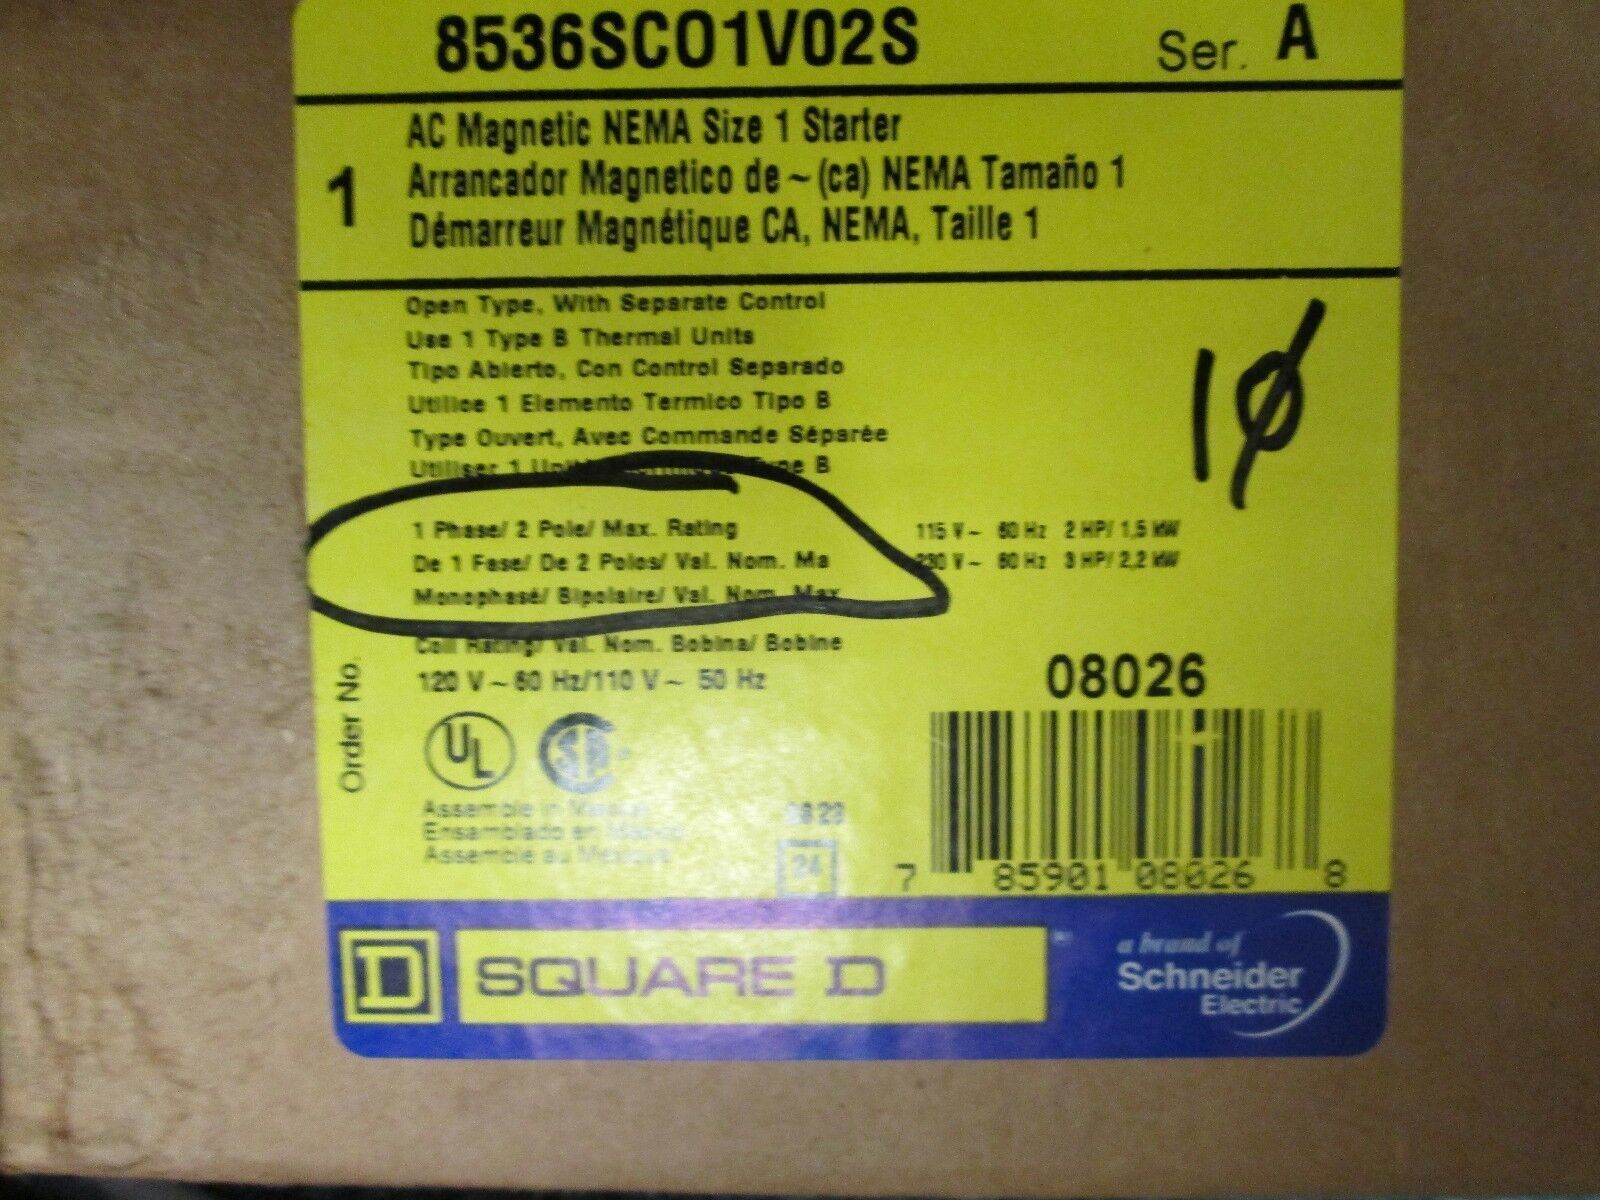 8536SCO1V02S Ser. A
1
AC Magnetic NEMA Size 1 Starter
Arrancador Magnetico de ~ (ca) NEMA Tamaño 1
Démarreur Magnétique CA, NEMA, Taille 1
Open Type, With Separate Control
Use 1 Type B Thermal Units
Tipo Abierto, Con Control Separado
Utilice 1 Elemento Termico Tipo B
Type Ouvert, Avec Commande Séparée
Utiliser 1 Type B
1ø
1 Phase/ 2 Pole/ Max. Rating 115 V~ 60 Hz 2 HP/ 1,5 kW
De 1 Fase/ De 2 Polos/ Val. Nom. Ma 230 V~ 60 Hz 3 HP/ 2,2 kW
Monophasé/ Bipolaire/ Val. Nom. Max
Coil Rating/ Val. Nom. Bobina/ Bobine
120 V~60 Hz/110 V~ 50 Hz
Order No.
08026
UL
Assemble in Mexico
Ensamblado en Mexico
Assemblé au Mexique
24
7 85901 08026 8
D SQUARE D
a brand of
Schneider
Electric